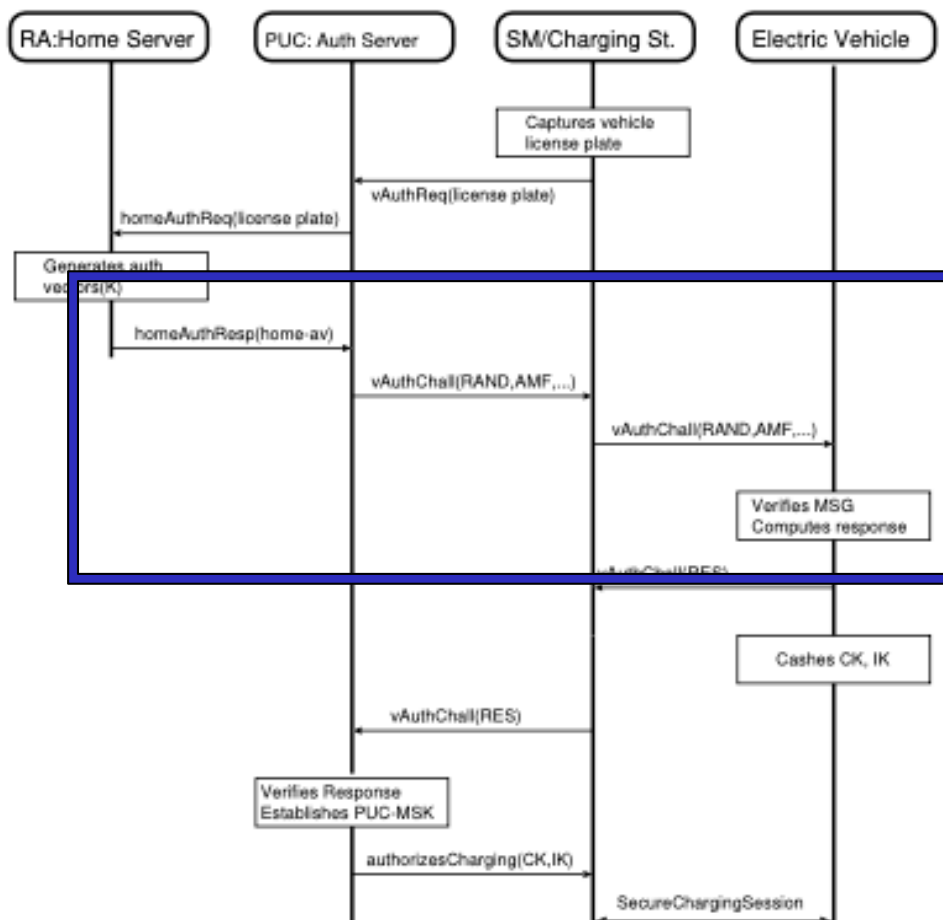 RA:Home Server
PUC: Auth Server
SM/Charging St.
Electric Vehicle
Captures vehicle
license plate
vAuthReq(license plate)
homeAuthReq(license plate)
Generates auth
vectors(K)
homeAuthResp(home-av)
vAuthChall(RAND,AMF,...)
vAuthChall(RAND,AMF,...)
Verifies MSG
Computes response
vAuthChall(RES)
Cashes CK, IK
vAuthChall(RES)
Verifies Response
Establishes PUC-MSK
authorizesCharging(CK,IK)
SecureChargingSession